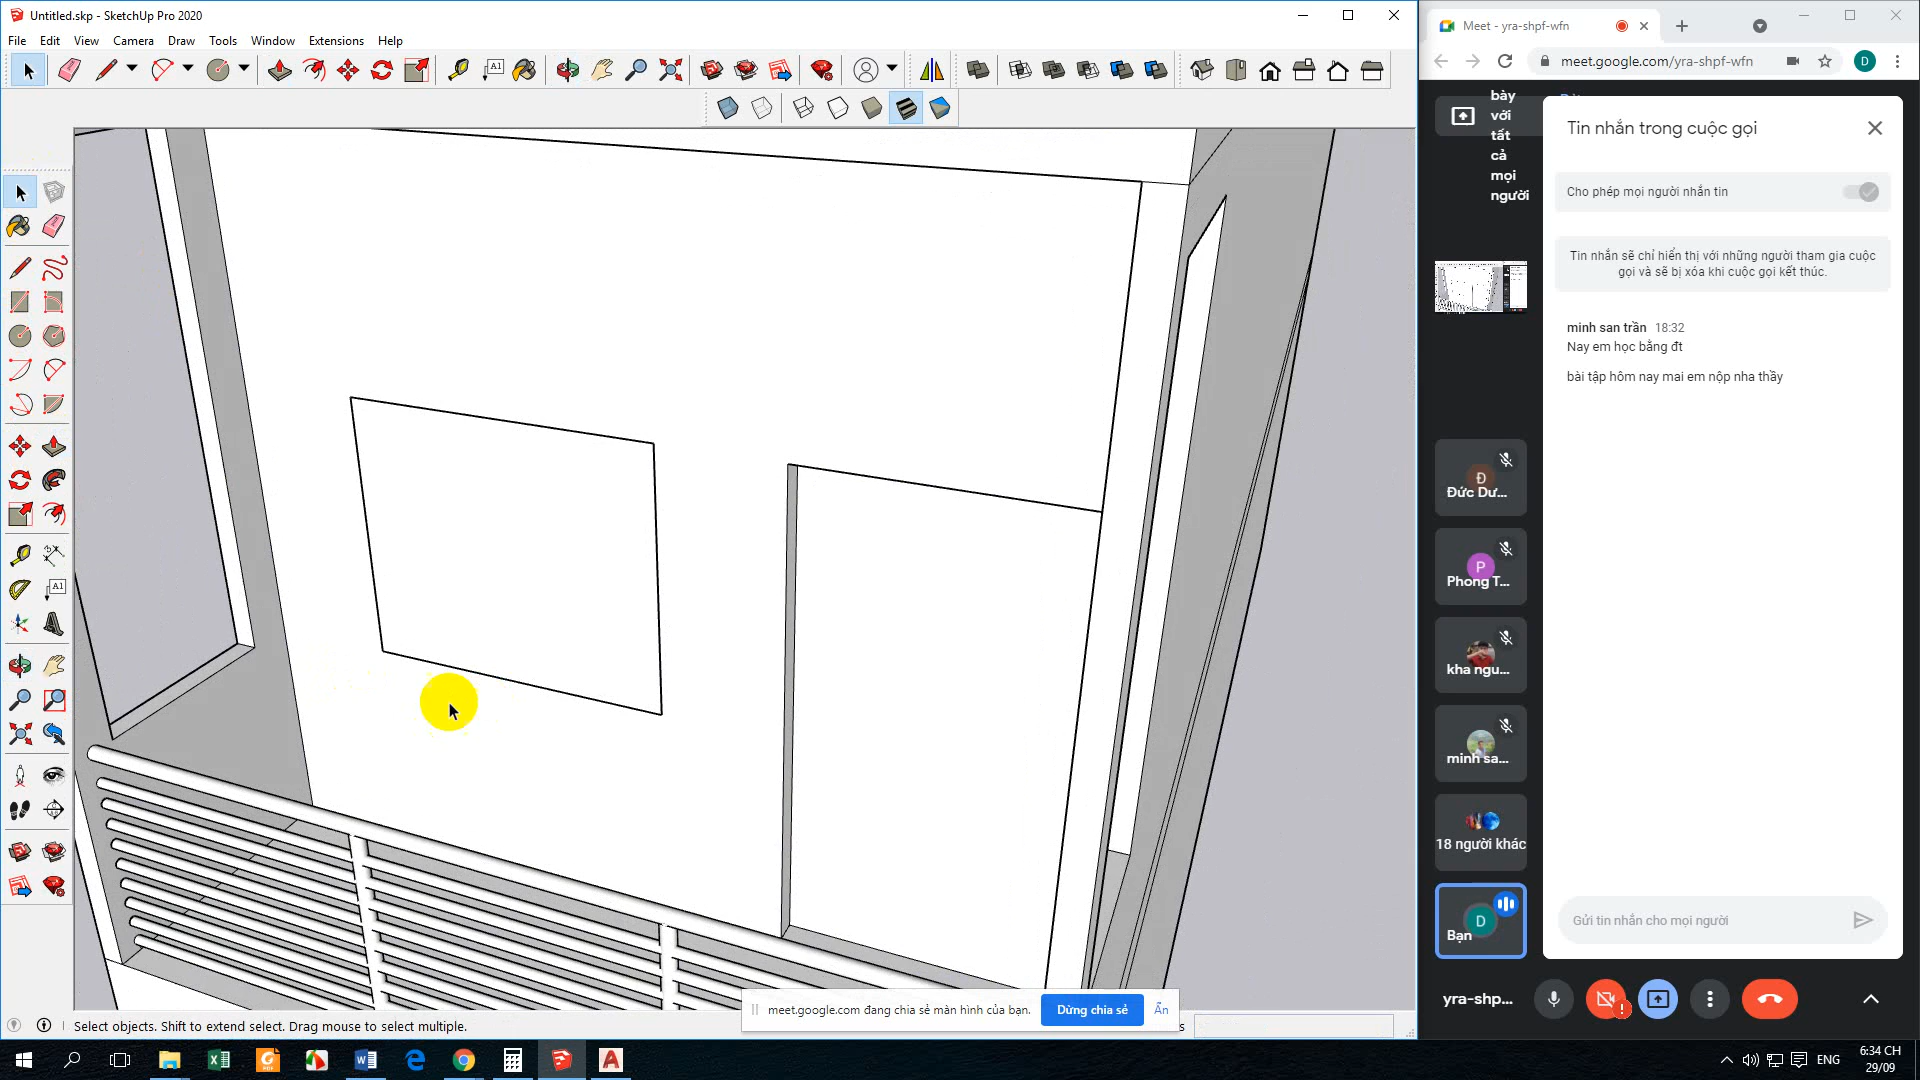 Untitled.skp - SketchUp Pro 2020
File Edit View Camera Draw Tools Window Extensions Help
A1
A1
Select objects. Shift to extend select. Drag mouse to select multiple.
meet.google.com đang chia sẻ màn hình của bạn.
Dừng chia sẻ
Ẩn
Meet - yra-shpf-wfn
meet.google.com/yra-shpf-wfn
D
bày
với
tất
cả
mọi
người
Tin nhắn trong cuộc gọi
Cho phép mọi người nhắn tin
Tin nhắn sẽ chỉ hiển thị với những người tham gia cuộc
gọi và sẽ bị xóa khi cuộc gọi kết thúc.
minh san trần 18:32
Nay em học bằng đt
bài tập hôm nay mai em nộp nha thầy
Đ
Đức Dư...
P
Phong T...
kha ngu...
minh sa...
18 người khác
D
Bạn
Gửi tin nhắn cho mọi người
yra-shp...
ENG
6:34 CH
29/09